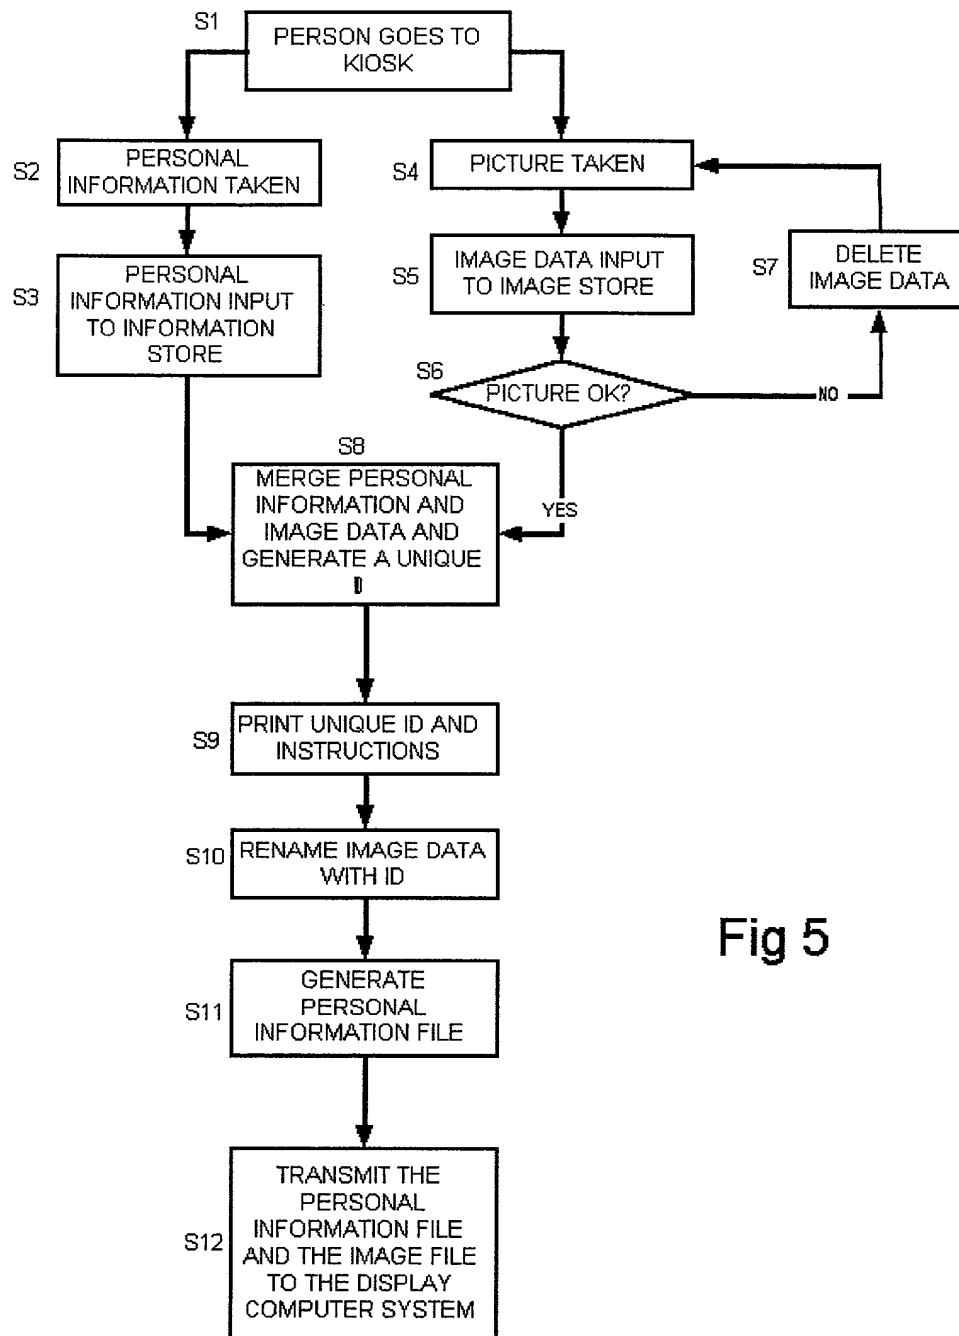 S1
PERSON GOES TO
KIOSK
S2
PERSONAL
INFORMATION TAKEN
S3
PERSONAL
INFORMATION INPUT
TO INFORMATION
STORE
S4
PICTURE TAKEN
S5
IMAGE DATA INPUT
TO IMAGE STORE
S6
PICTURE OK?
NO
S7
DELETE
IMAGE DATA
YES
S8
MERGE PERSONAL
INFORMATION AND
IMAGE DATA AND
GENERATE A UNIQUE
ID
S9
PRINT UNIQUE ID AND
INSTRUCTIONS
S10
RENAME IMAGE DATA
WITH ID
S11
GENERATE
PERSONAL
INFORMATION FILE
S12
TRANSMIT THE
PERSONAL
INFORMATION FILE
AND THE IMAGE FILE
TO THE DISPLAY
COMPUTER SYSTEM
Fig 5